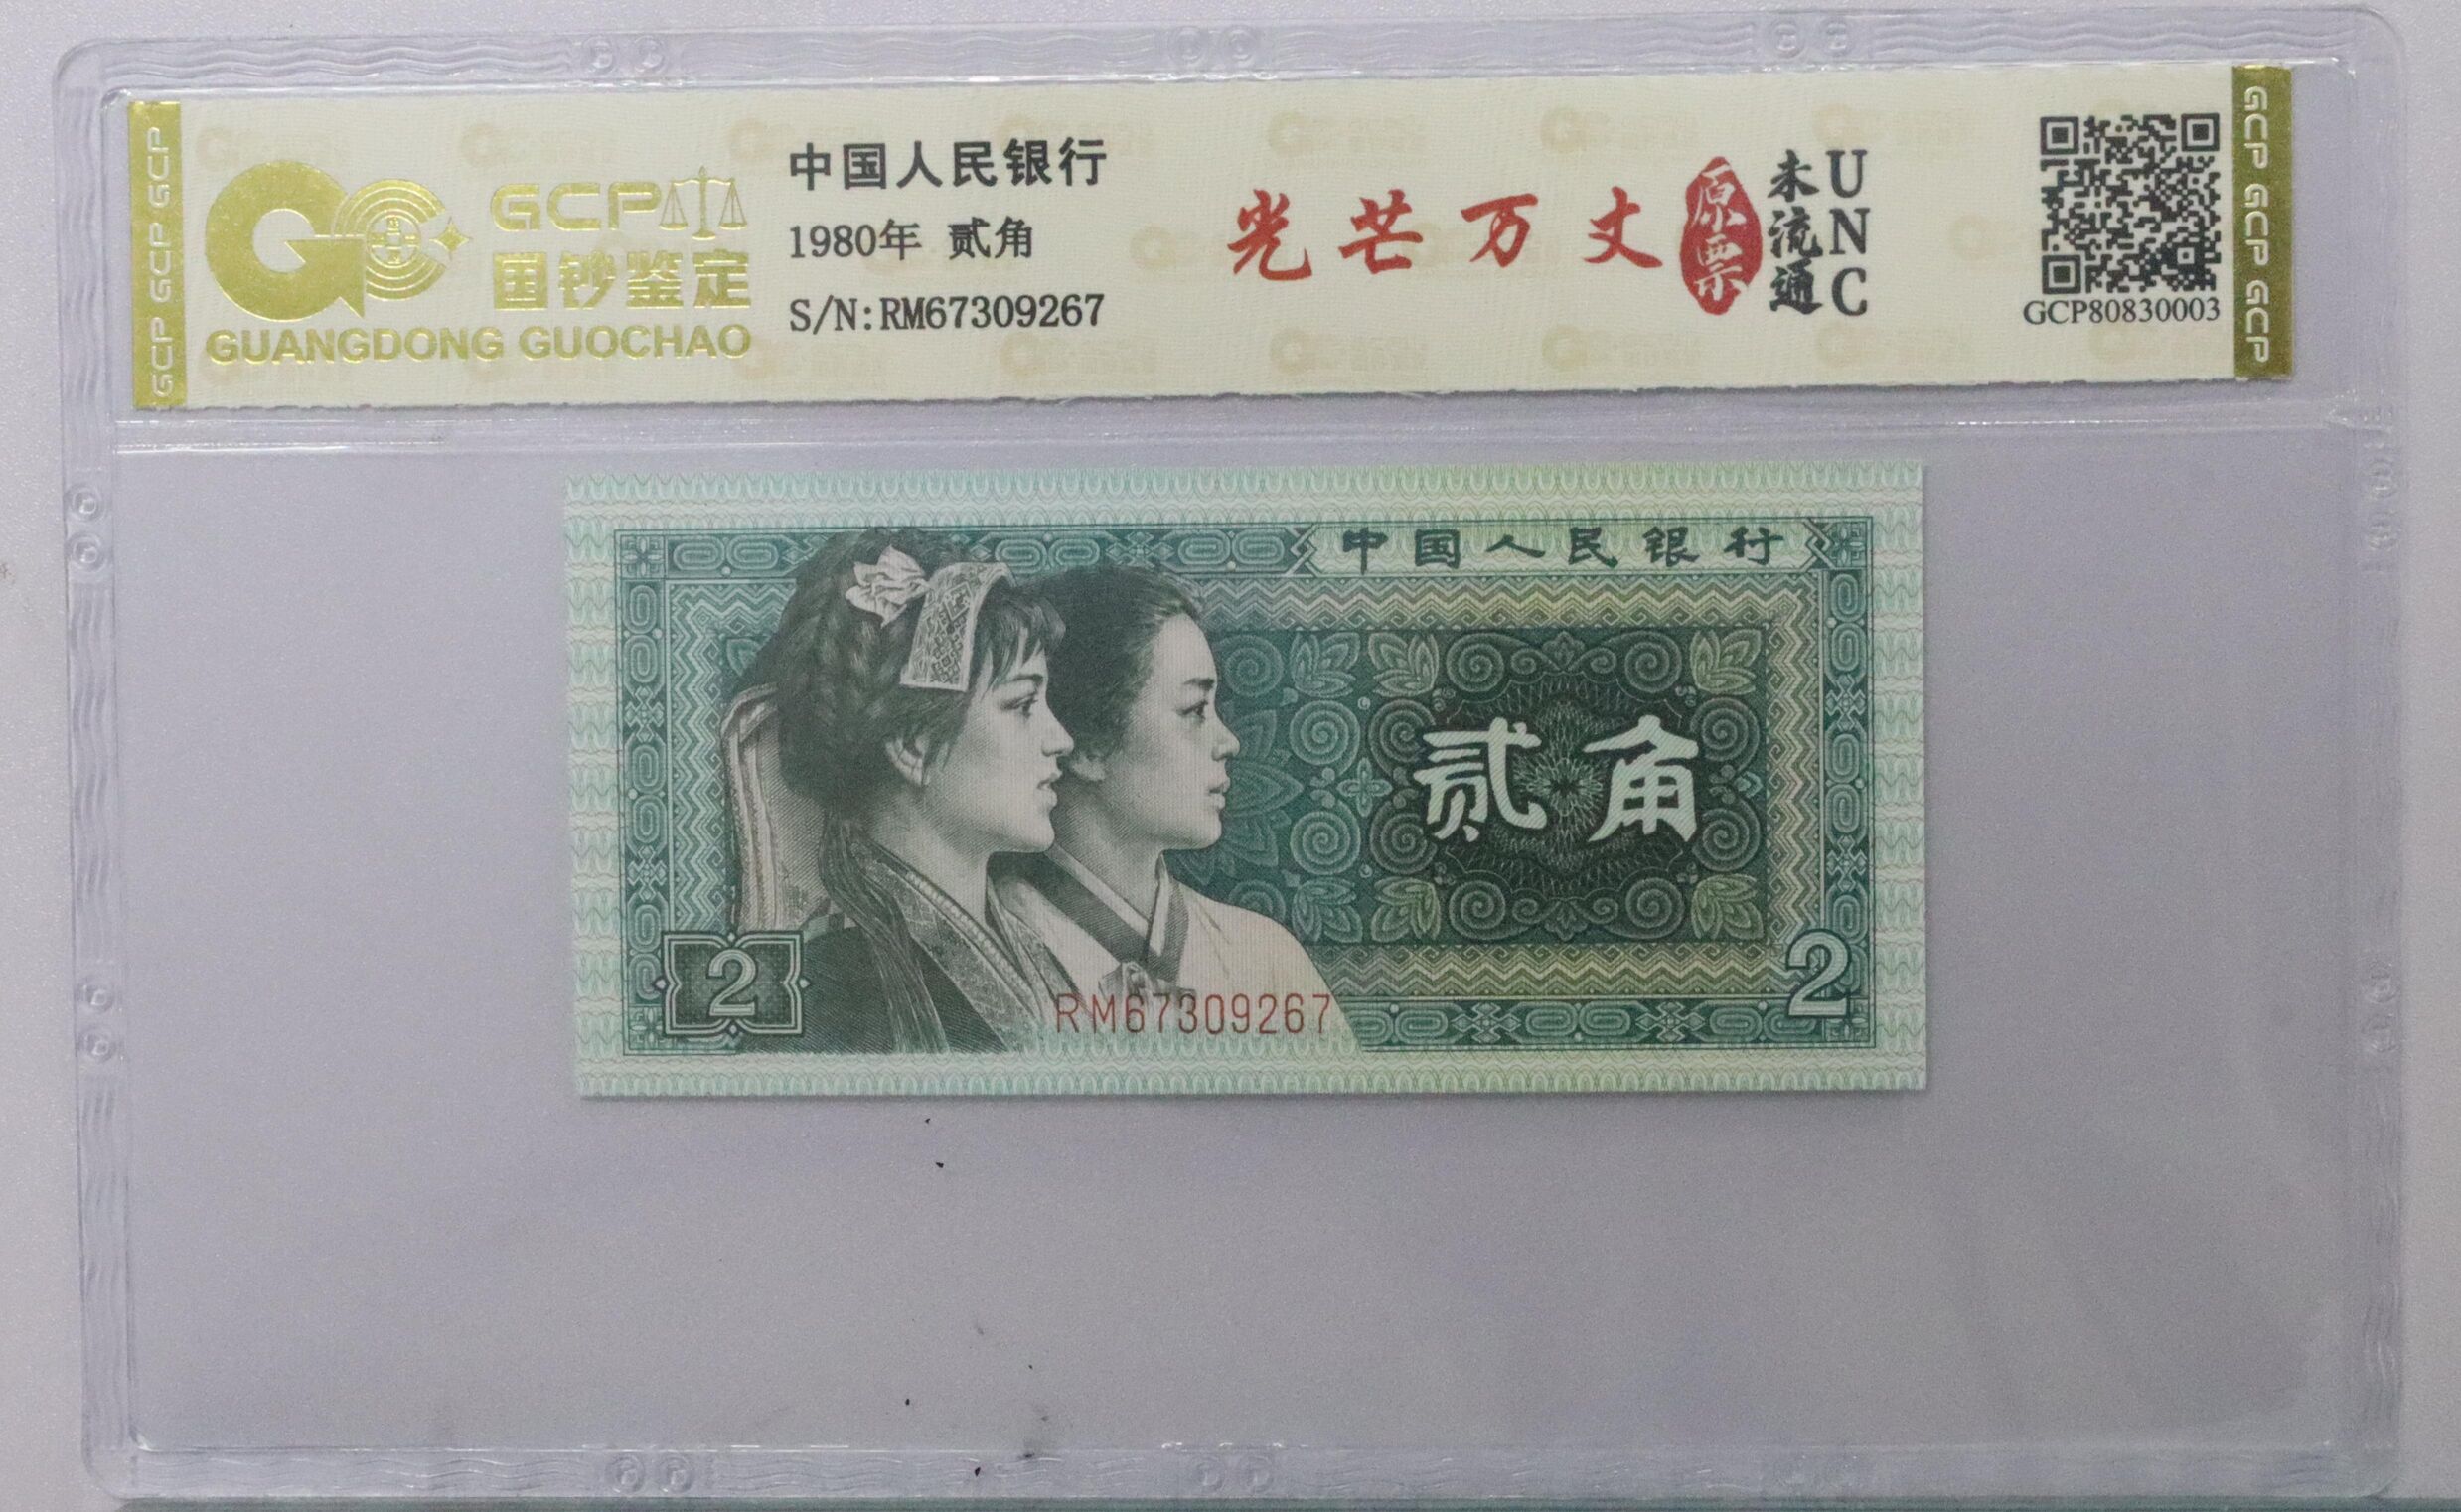 GCP GCP GCP
GCP
国钞鉴定
GUANGDONG GUOCHAO
中国人民银行
1980年 贰角
S/N:RM67309267
光芒万丈
原票
未流通
UNC
GCP80830003
GCP GCP GCP
中国人民银行
贰角
2
RM67309267
2